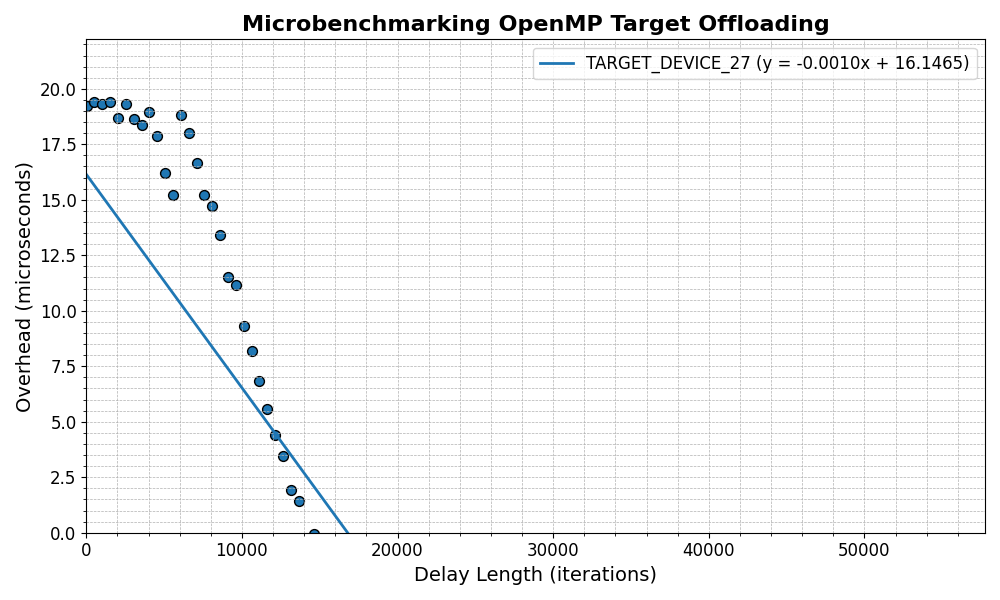 Microbenchmarking OpenMP Target Offloading
TARGET_DEVICE_27 (y = -0.0010x + 16.1465)
Overhead (microseconds)
20.0
17.5
15.0
12.5
10.0
7.5
5.0
2.5
0.0
0 10000 20000 30000 40000 50000
Delay Length (iterations)